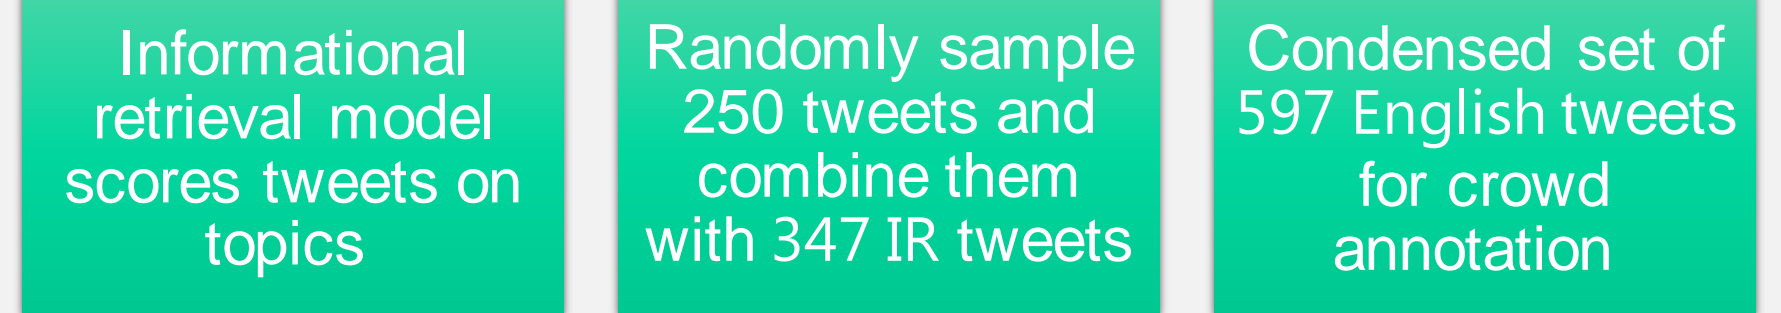 Informational
retrieval model
scores tweets on
topics
Randomly sample
250 tweets and
combine them
with 347 IR tweets
Condensed set of
597 English tweets
for crowd
annotation